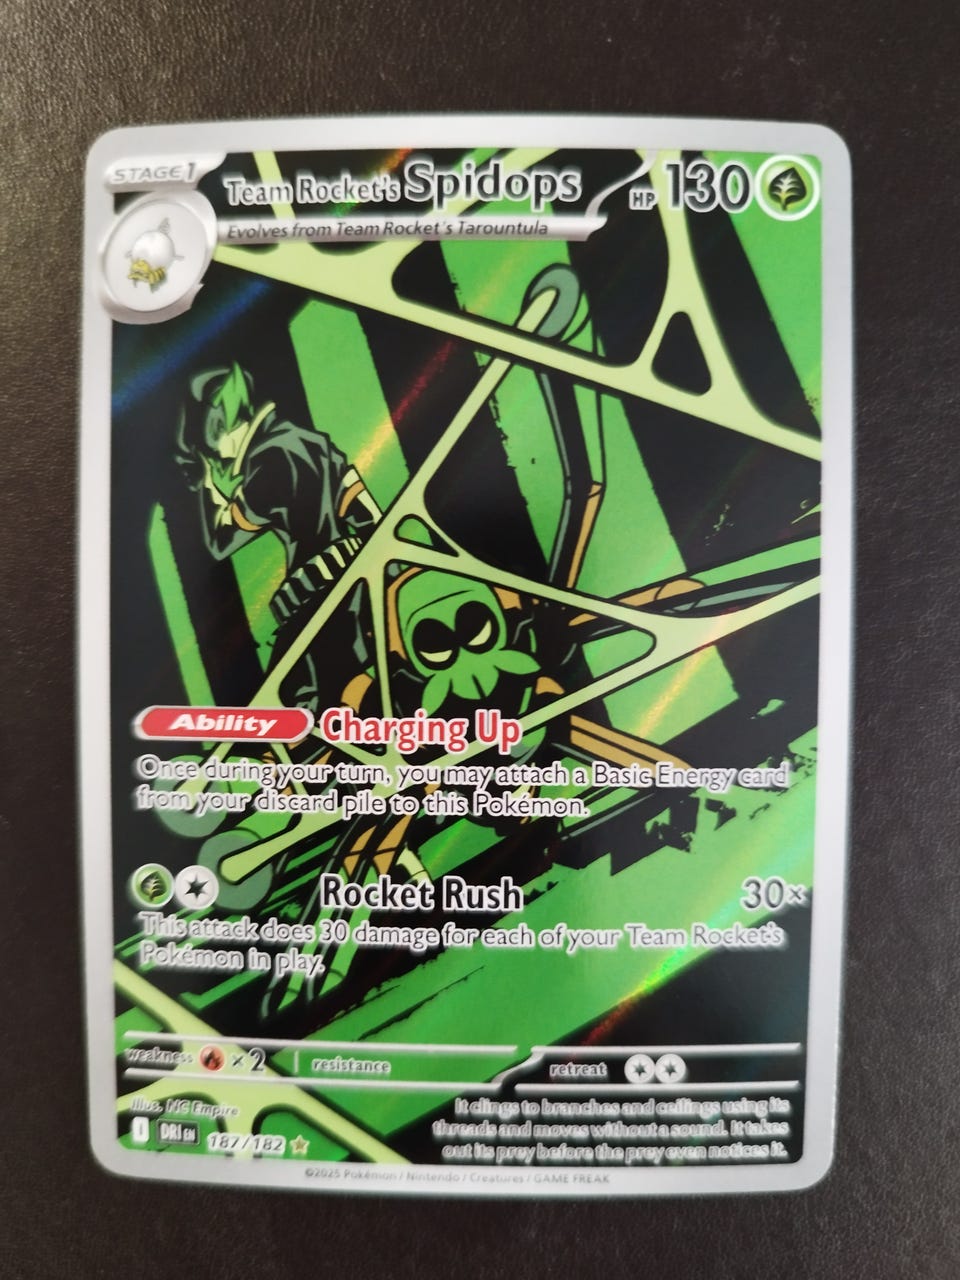 STAGE 1
Team Rocket's Spidops
HP 130
Evolves from Team Rocket's Tarountula
Ability Charging Up
Once during your turn, you may attach a Basic Energy card
from your discard pile to this Pokémon.
Rocket Rush 30×
This attack does 30 damage for each of your Team Rocket's
Pokémon in play.
weakness ×2 resistance retreat
Illus. NC Empire
I DRI EN 187/182
It clings to branches and ceilings using its
threads and moves without a sound. It takes
out its prey before the prey even notices it.
©2025 Pokémon / Nintendo / Creatures / GAME FREAK